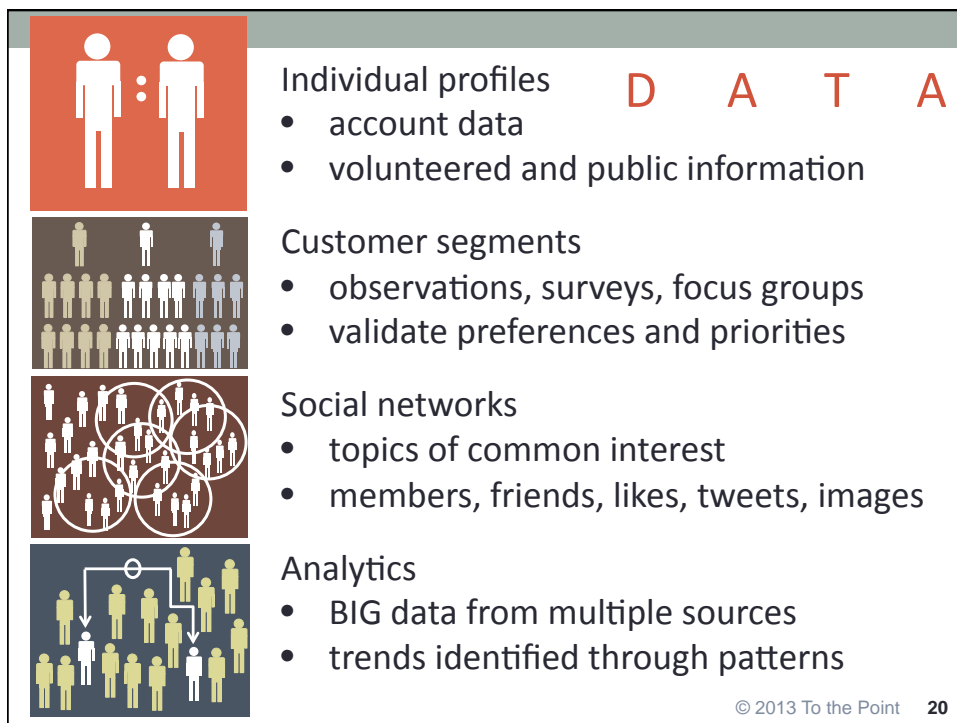 Individual profiles
D A T A
• account data
• volunteered and public information
Customer segments
• observations, surveys, focus groups
• validate preferences and priorities
Social networks
• topics of common interest
• members, friends, likes, tweets, images
Analytics
• BIG data from multiple sources
• trends identified through patterns
© 2013 To the Point 20